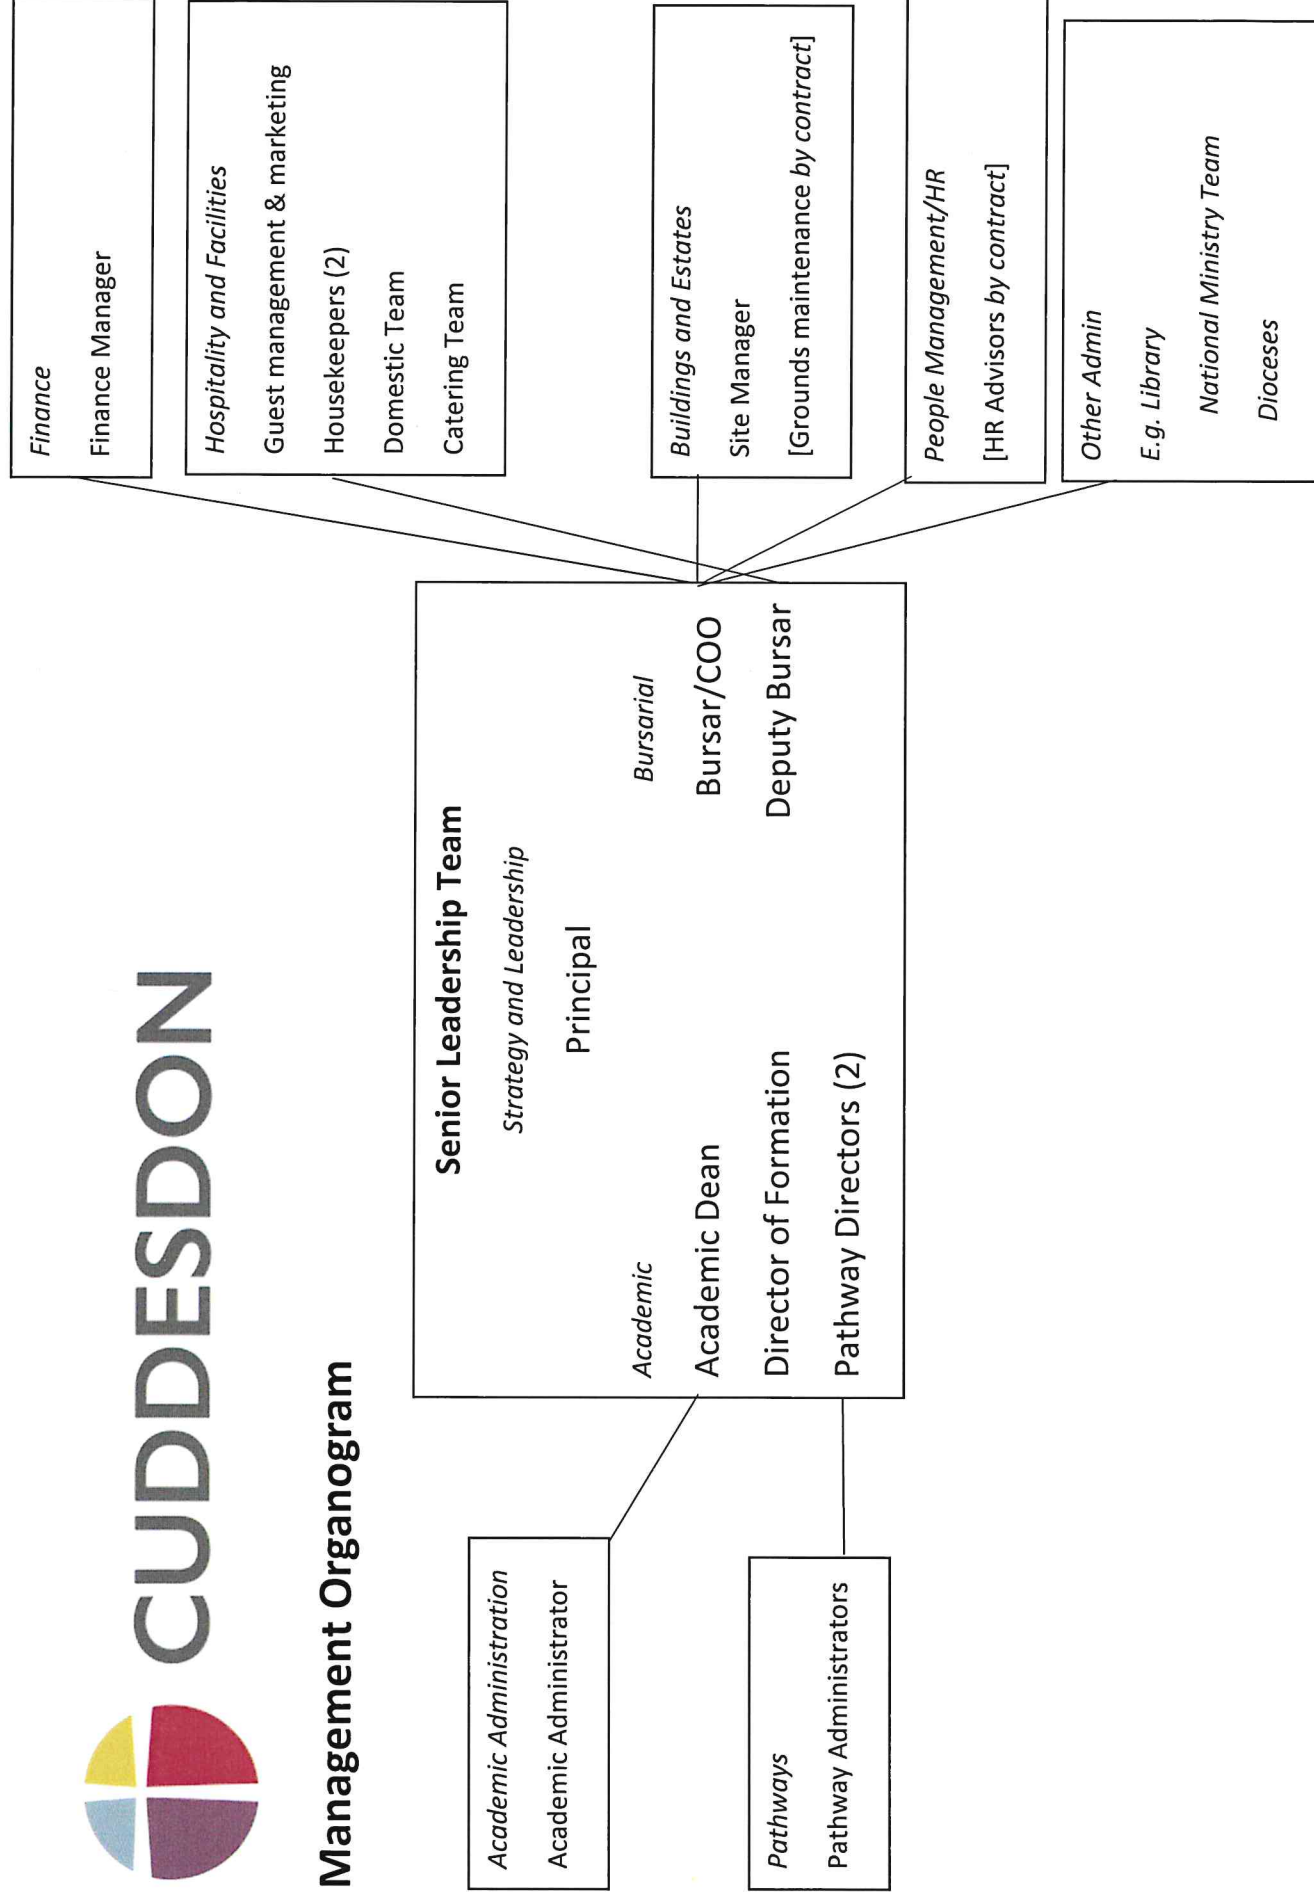 CUDDESDON
Management Organogram
Academic Administration
Academic Administrator
Pathways
Pathway Administrators
Senior Leadership Team
Strategy and Leadership
Principal
Academic
Academic Dean
Director of Formation
Pathway Directors (2)
Bursarial
Bursar/COO
Deputy Bursar
Finance
Finance Manager
Hospitality and Facilities
Guest management & marketing
Housekeepers (2)
Domestic Team
Catering Team
Buildings and Estates
Site Manager
[Grounds maintenance by contract]
People Management/HR
[HR Advisors by contract]
Other Admin
E.g. Library
National Ministry Team
Dioceses